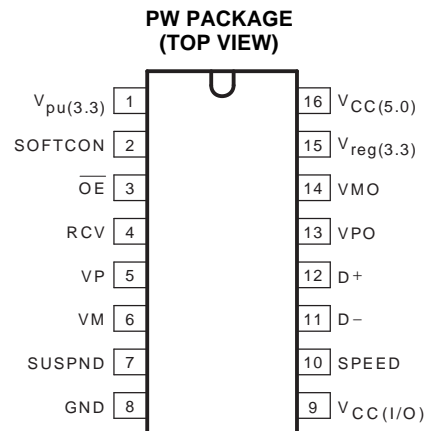 PW PACKAGE
(TOP VIEW)
Vpu(3.3) 1 16 VCC(5.0)
SOFTCON 2 15 Vreg(3.3)
OE 3 14 VMO
RCV 4 13 VPO
VP 5 12 D+
VM 6 11 D−
SUSPND 7 10 SPEED
GND 8 9 VCC(I/O)